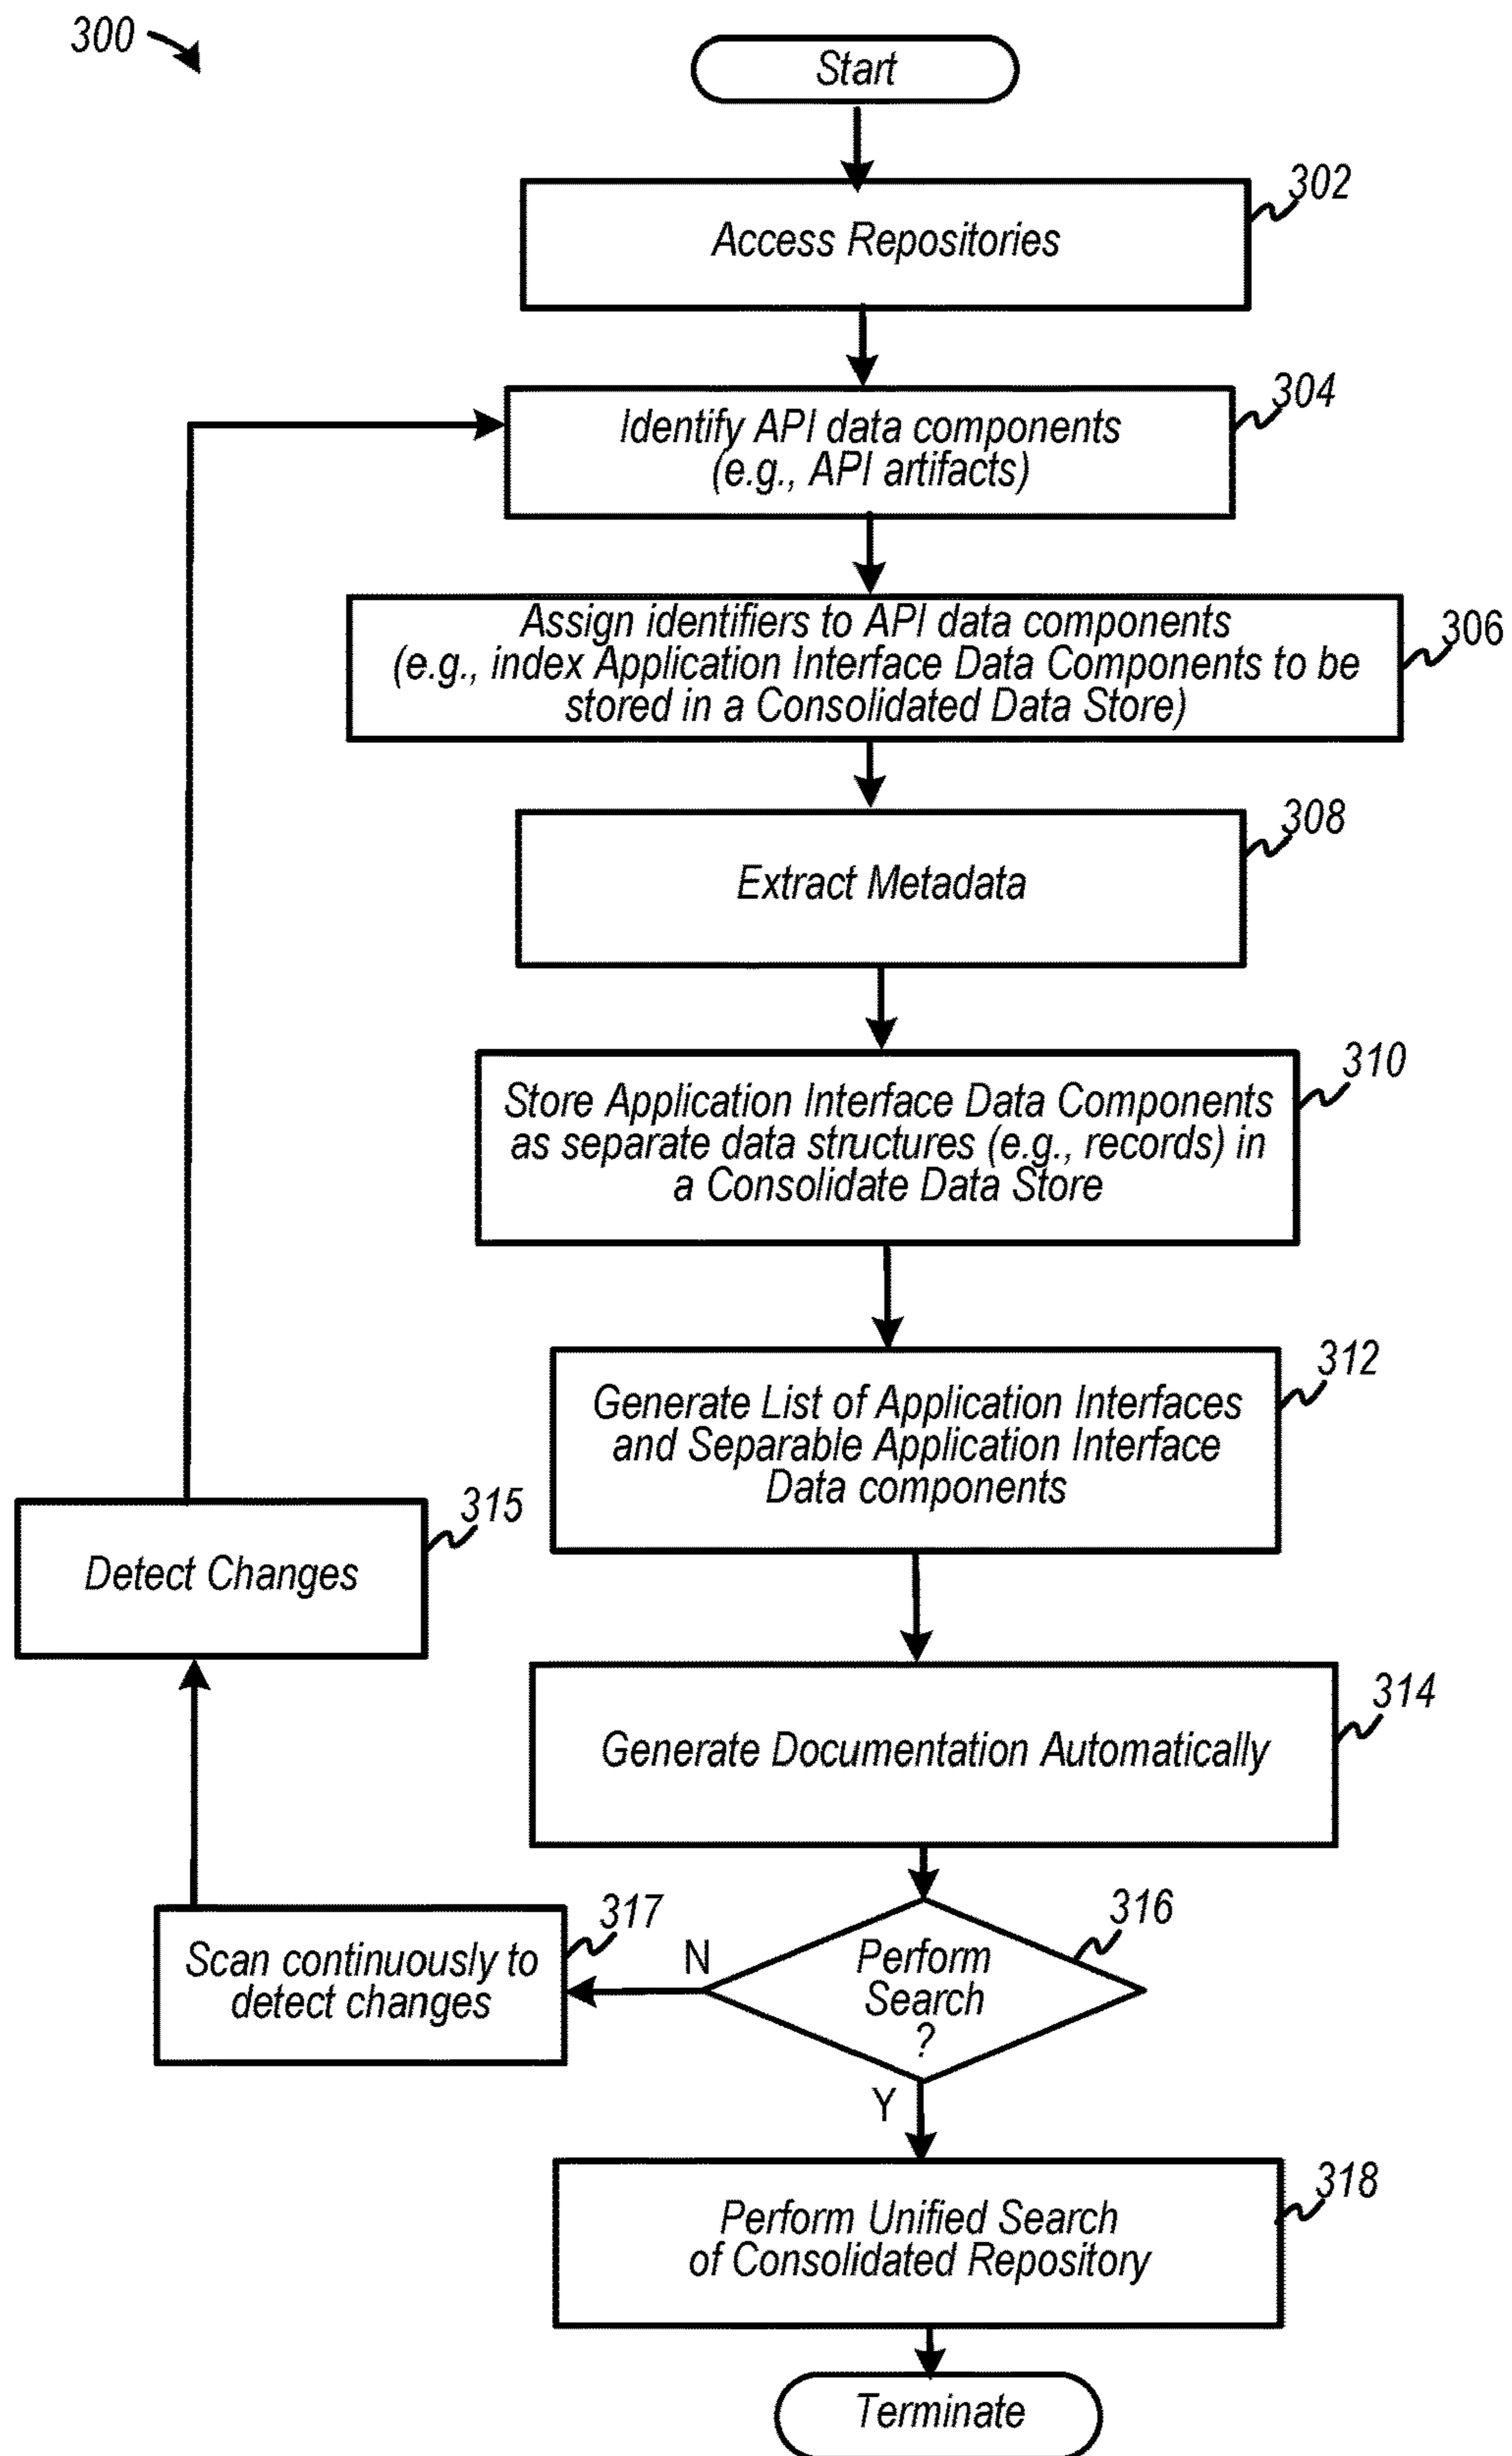 300
Start
302
Access Repositories
304
Identify API data components
(e.g., API artifacts)
306
Assign identifiers to API data components
(e.g., index Application Interface Data Components to be
stored in a Consolidated Data Store)
308
Extract Metadata
310
Store Application Interface Data Components
as separate data structures (e.g., records) in
a Consolidate Data Store
312
Generate List of Application Interfaces
and Separable Application Interface
Data components
315
Detect Changes
314
Generate Documentation Automatically
317
Scan continuously to
detect changes
N
316
Perform
Search
?
Y
318
Perform Unified Search
of Consolidated Repository
Terminate